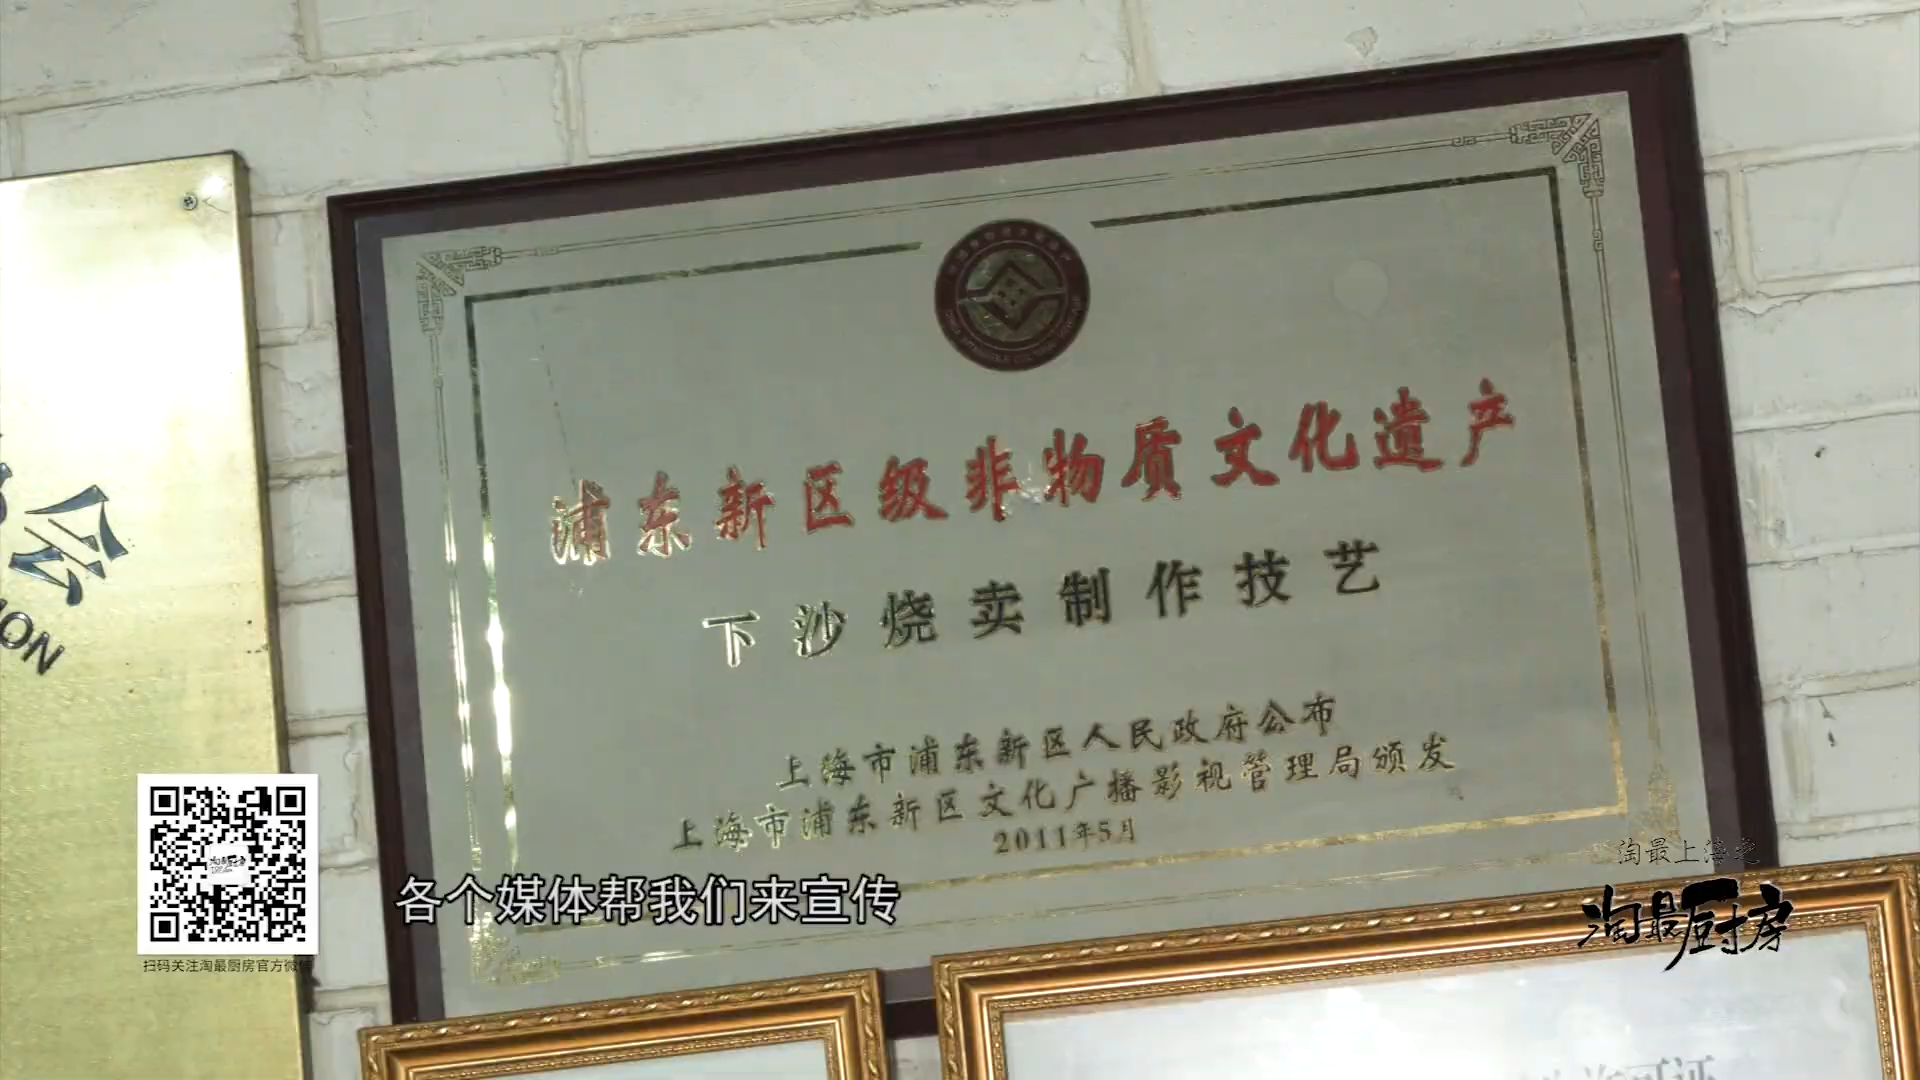 浦东新区级非物质文化遗产
下沙烧卖制作技艺
上海市浦东新区人民政府公布
上海市浦东新区文化广播影视管理局颁发
2011年5月
各个媒体帮我们来宣传
扫码关注淘最厨房官方微信
淘最上海之
淘最厨房